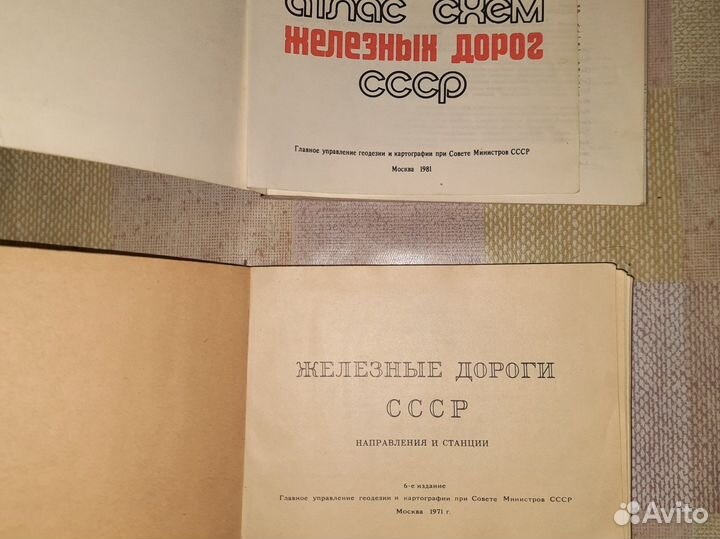 атлас схем
железных дорог
ссср
Главное управление геодезии и картографии при Совете Министров СССР
Москва 1981
ЖЕЛЕЗНЫЕ ДОРОГИ
СССР
НАПРАВЛЕНИЯ И СТАНЦИИ
6-е издание
Главное управление геодезии и картографии при Совете Министров СССР
Москва 1971 г.
Avito